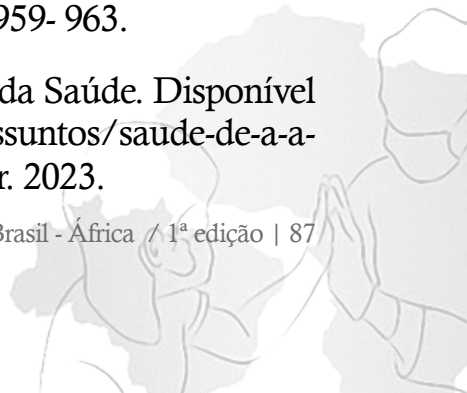 959- 963.
da Saúde. Disponível
ssuntos/saude-de-a-a-
r. 2023.
Brasil - África / 1ª edição | 87